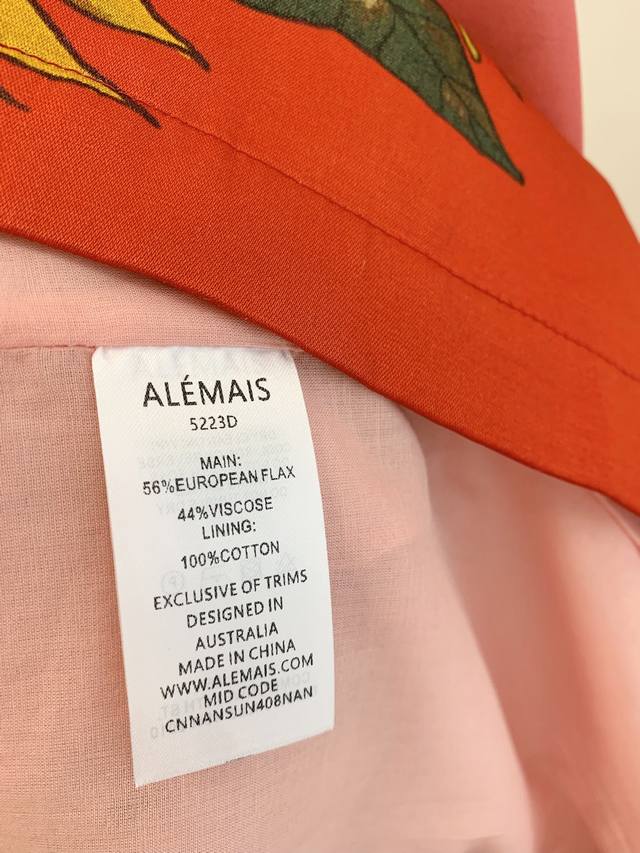 ALÉMAIS
5223D
MAIN:
56%EUROPEAN FLAX
44%VISCOSE
LINING:
100%COTTON
EXCLUSIVE OF TRIMS
DESIGNED IN
AUSTRALIA
MADE IN CHINA
WWW.ALEMAIS.COM
MID CODE
CNNANSUN408NAN